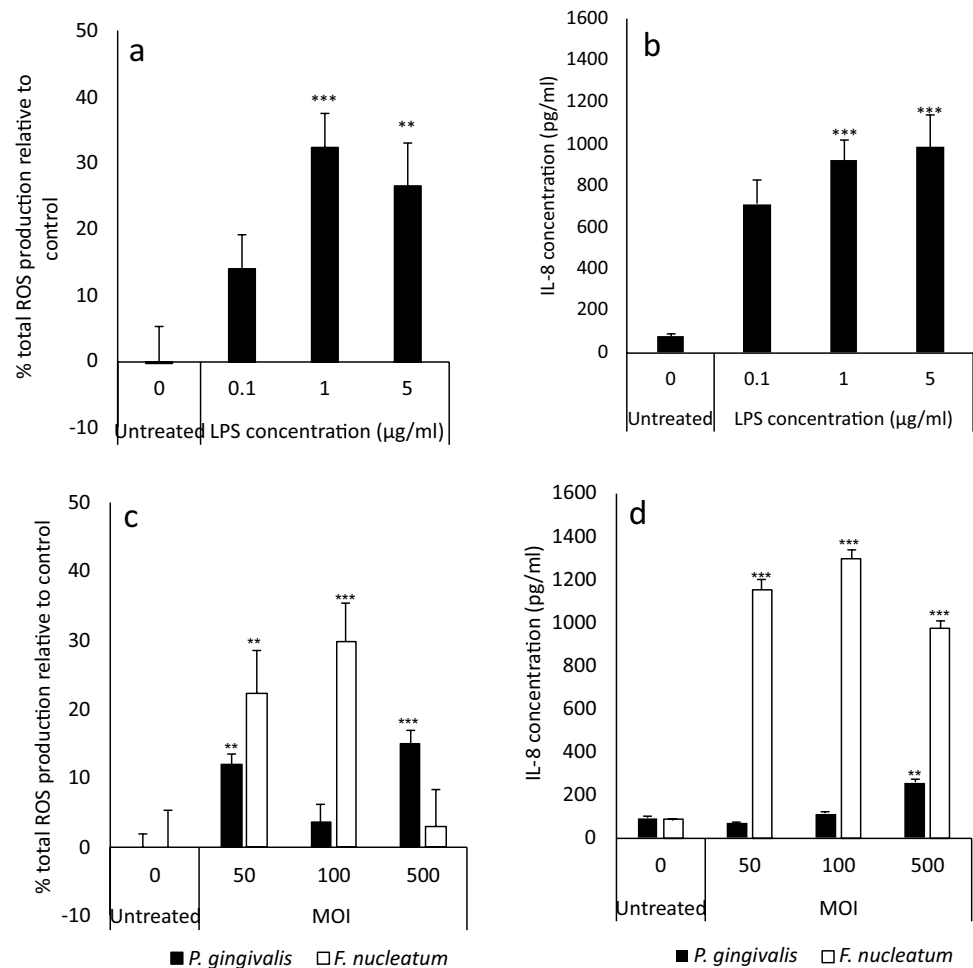 a
% total ROS production relative to
control
50
40
30
20
10
0
-10
***
**
0
0.1
1
5
Untreated
LPS concentration (µg/ml)
b
IL-8 concentration (pg/ml)
1600
1400
1200
1000
800
600
400
200
0
***
***
0
0.1
1
5
Untreated
LPS concentration (µg/ml)
c
% total ROS production relative to control
50
40
30
20
10
0
-10
**
**
***
***
0
50
100
500
Untreated
MOI
P. gingivalis
F. nucleatum
d
IL-8 concentration (pg/ml)
1600
1400
1200
1000
800
600
400
200
0
***
***
**
***
0
50
100
500
Untreated
MOI
P. gingivalis
F. nucleatum